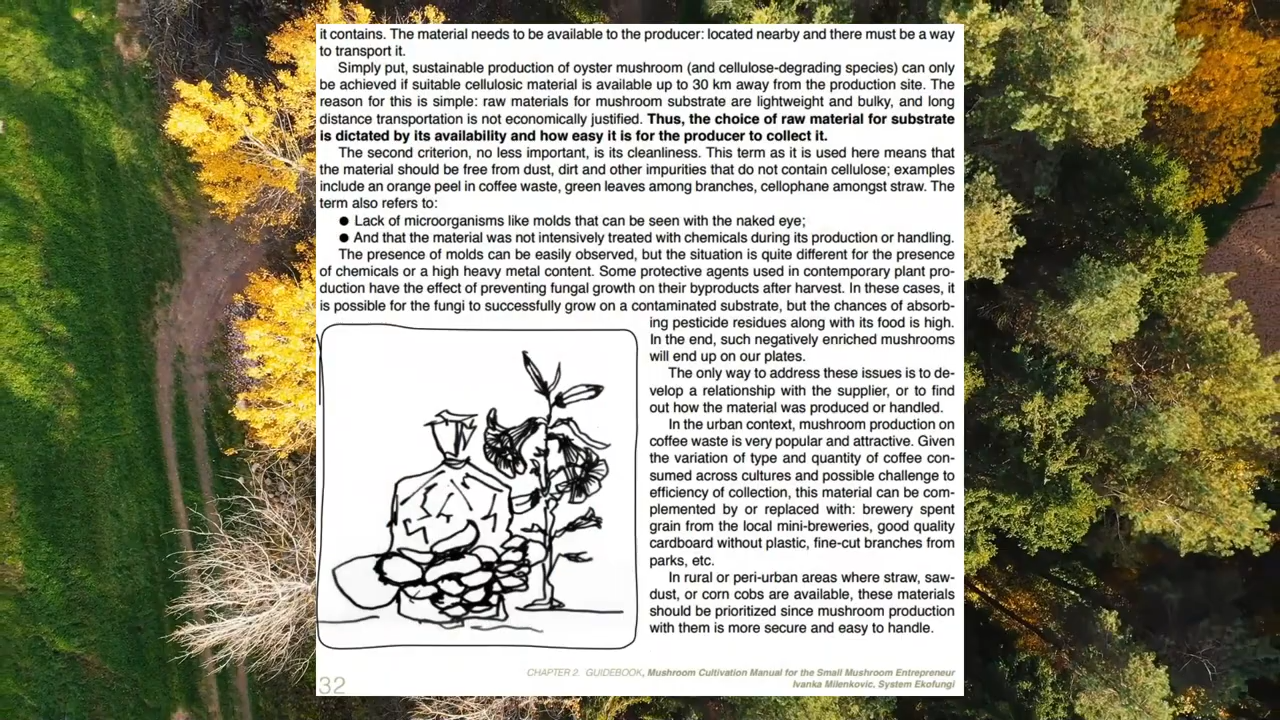 it contains. The material needs to be available to the producer: located nearby and there must be a way
to transport it.
Simply put, sustainable production of oyster mushroom (and cellulose-degrading species) can only
be achieved if suitable cellulosic material is available up to 30 km away from the production site. The
reason for this is simple: raw materials for mushroom substrate are lightweight and bulky, and long
distance transportation is not economically justified. Thus, the choice of raw material for substrate
is dictated by its availability and how easy it is for the producer to collect it.
The second criterion, no less important, is its cleanliness. This term as it is used here means that
the material should be free from dust, dirt and other impurities that do not contain cellulose; examples
include an orange peel in coffee waste, green leaves among branches, cellophane amongst straw. The
term also refers to:
● Lack of microorganisms like molds that can be seen with the naked eye;
● And that the material was not intensively treated with chemicals during its production or handling.
The presence of molds can be easily observed, but the situation is quite different for the presence
of chemicals or a high heavy metal content. Some protective agents used in contemporary plant pro-
duction have the effect of preventing fungal growth on their byproducts after harvest. In these cases, it
is possible for the fungi to successfully grow on a contaminated substrate, but the chances of absorb-
ing pesticide residues along with its food is high.
In the end, such negatively enriched mushrooms
will end up on our plates.
The only way to address these issues is to de-
velop a relationship with the supplier, or to find
out how the material was produced or handled.
In the urban context, mushroom production on
coffee waste is very popular and attractive. Given
the variation of type and quantity of coffee con-
sumed across cultures and possible challenge to
efficiency of collection, this material can be com-
plemented by or replaced with: brewery spent
grain from the local mini-breweries, good quality
cardboard without plastic, fine-cut branches from
parks, etc.
In rural or peri-urban areas where straw, saw-
dust, or corn cobs are available, these materials
should be prioritized since mushroom production
with them is more secure and easy to handle.
CHAPTER 2. GUIDEBOOK, Mushroom Cultivation Manual for the Small Mushroom Entrepreneur
Ivanka Milenkovic, System Ekofungi
32